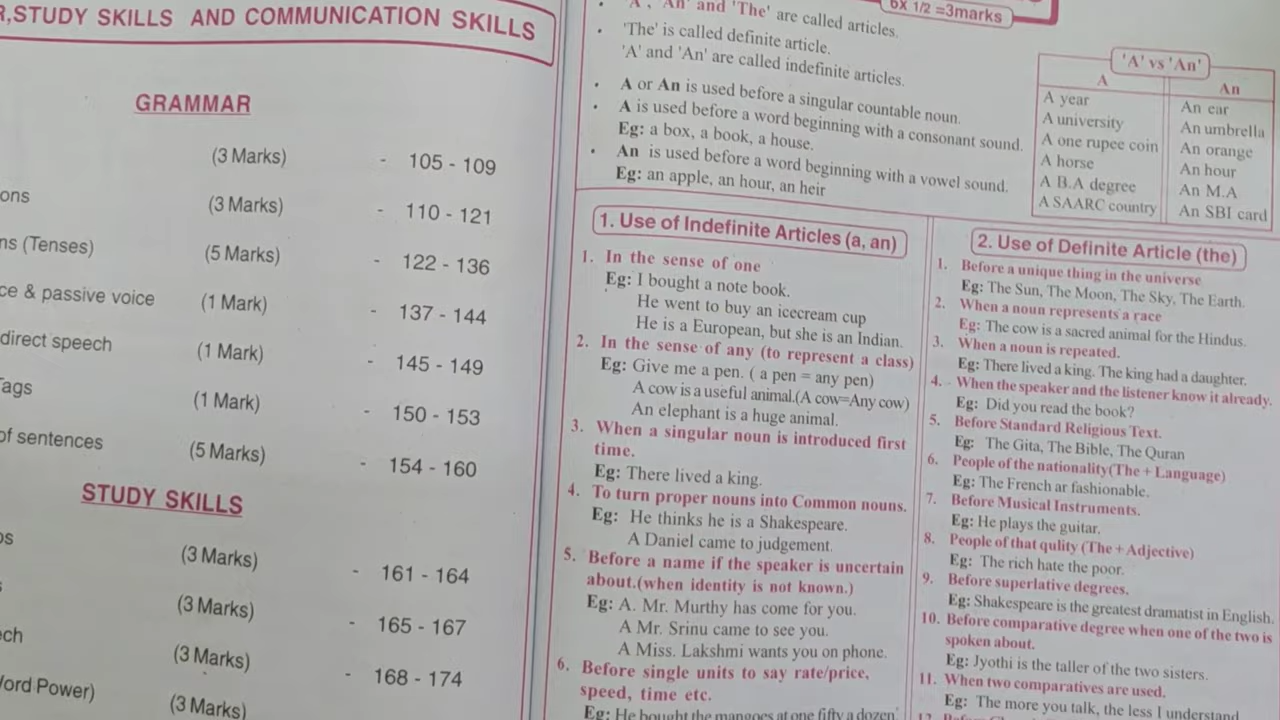 ,STUDY SKILLS AND COMMUNICATION SKILLS
GRAMMAR
(3 Marks) - 105 - 109
ons (3 Marks) - 110 - 121
ns (Tenses) (5 Marks) - 122 - 136
ce & passive voice (1 Mark) - 137 - 144
direct speech (1 Mark) - 145 - 149
ags (1 Mark) - 150 - 153
of sentences (5 Marks) - 154 - 160
STUDY SKILLS
os (3 Marks) - 161 - 164
s (3 Marks) - 165 - 167
ech (3 Marks) - 168 - 174
Word Power) (3 Marks)
6X 1/2 =3marks
• 'A', 'An' and 'The' are called articles.
• 'The' is called definite article.
'A' and 'An' are called indefinite articles.
• A or An is used before a singular countable noun.
• A is used before a word beginning with a consonant sound.
Eg: a box, a book, a house.
• An is used before a word beginning with a vowel sound.
Eg: an apple, an hour, an heir
'A' vs 'An'
A An
A year An ear
A university An umbrella
A one rupee coin An orange
A horse An hour
A B.A degree An M.A
A SAARC country An SBI card
1. Use of Indefinite Articles (a, an)
1. In the sense of one
Eg: I bought a note book.
He went to buy an icecream cup
He is a European, but she is an Indian.
2. In the sense of any (to represent a class)
Eg: Give me a pen. ( a pen = any pen)
A cow is a useful animal.(A cow=Any cow)
An elephant is a huge animal.
3. When a singular noun is introduced first
time.
Eg: There lived a king.
4. To turn proper nouns into Common nouns.
Eg: He thinks he is a Shakespeare.
A Daniel came to judgement.
5. Before a name if the speaker is uncertain
about.(when identity is not known.)
Eg: A. Mr. Murthy has come for you.
A Mr. Srinu came to see you.
A Miss. Lakshmi wants you on phone.
6. Before single units to say rate/price,
speed, time etc.
Eg: He bought the mangoes at one fifty a dozen.
2. Use of Definite Article (the)
1. Before a unique thing in the universe
Eg: The Sun, The Moon, The Sky, The Earth.
2. When a noun represents a race
Eg: The cow is a sacred animal for the Hindus.
3. When a noun is repeated.
Eg: There lived a king. The king had a daughter.
4. When the speaker and the listener know it already.
Eg: Did you read the book?
5. Before Standard Religious Text.
Eg: The Gita, The Bible, The Quran
6. People of the nationality(The + Language)
Eg: The French ar fashionable.
7. Before Musical Instruments.
Eg: He plays the guitar.
8. People of that qulity (The + Adjective)
Eg: The rich hate the poor.
9. Before superlative degrees.
Eg: Shakespeare is the greatest dramatist in English.
10. Before comparative degree when one of the two is
spoken about.
Eg: Jyothi is the taller of the two sisters.
11. When two comparatives are used.
Eg: The more you talk, the less I understand